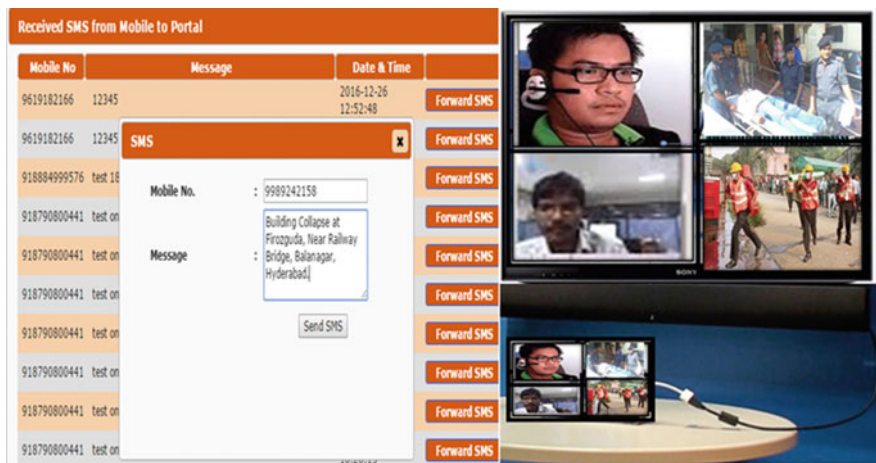 Received SMS from Mobile to Portal
Mobile No Message Date & Time
9619182166 12345 2016-12-26
12:52:48 Forward SMS
9619182166 12345 Forward SMS
918884999576 test 18 Forward SMS
918790800441 test on Forward SMS
918790800441 test on Forward SMS
918790800441 test on Forward SMS
918790800441 test on Forward SMS
918790800441 test on Forward SMS
918790800441 test on Forward SMS
918790800441 test on Forward SMS
SMS x
Mobile No. : 9989242158
Message : Building Collapse at
Firozguda, Near Railway
Bridge, Balanagar,
Hyderabad.
Send SMS
SONY